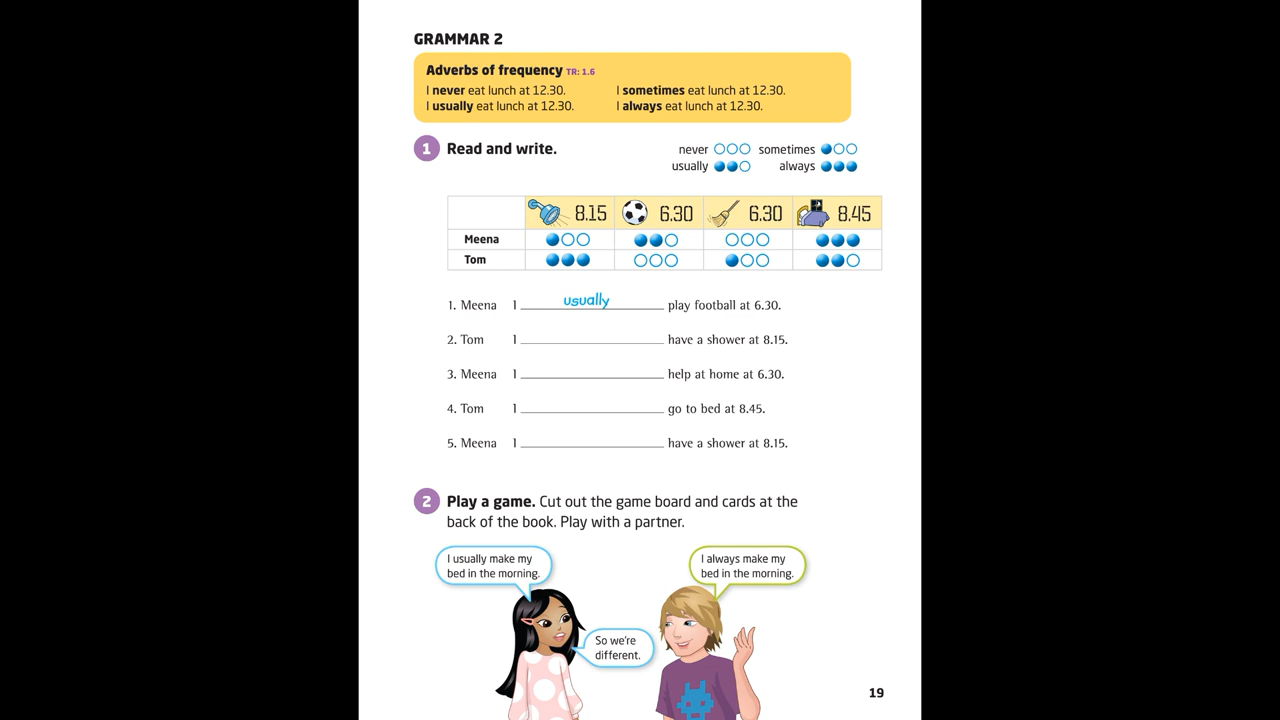 GRAMMAR 2
Adverbs of frequency TR: 1.6
I never eat lunch at 12.30. I sometimes eat lunch at 12.30.
I usually eat lunch at 12.30. I always eat lunch at 12.30.
1 Read and write.
never sometimes
usually always
8.15 6.30 6.30 8.45
Meena
Tom
1. Meena I usually play football at 6.30.
2. Tom I have a shower at 8.15.
3. Meena I help at home at 6.30.
4. Tom I go to bed at 8.45.
5. Meena I have a shower at 8.15.
2 Play a game. Cut out the game board and cards at the
back of the book. Play with a partner.
I usually make my
bed in the morning.
I always make my
bed in the morning.
So we're
different.
19